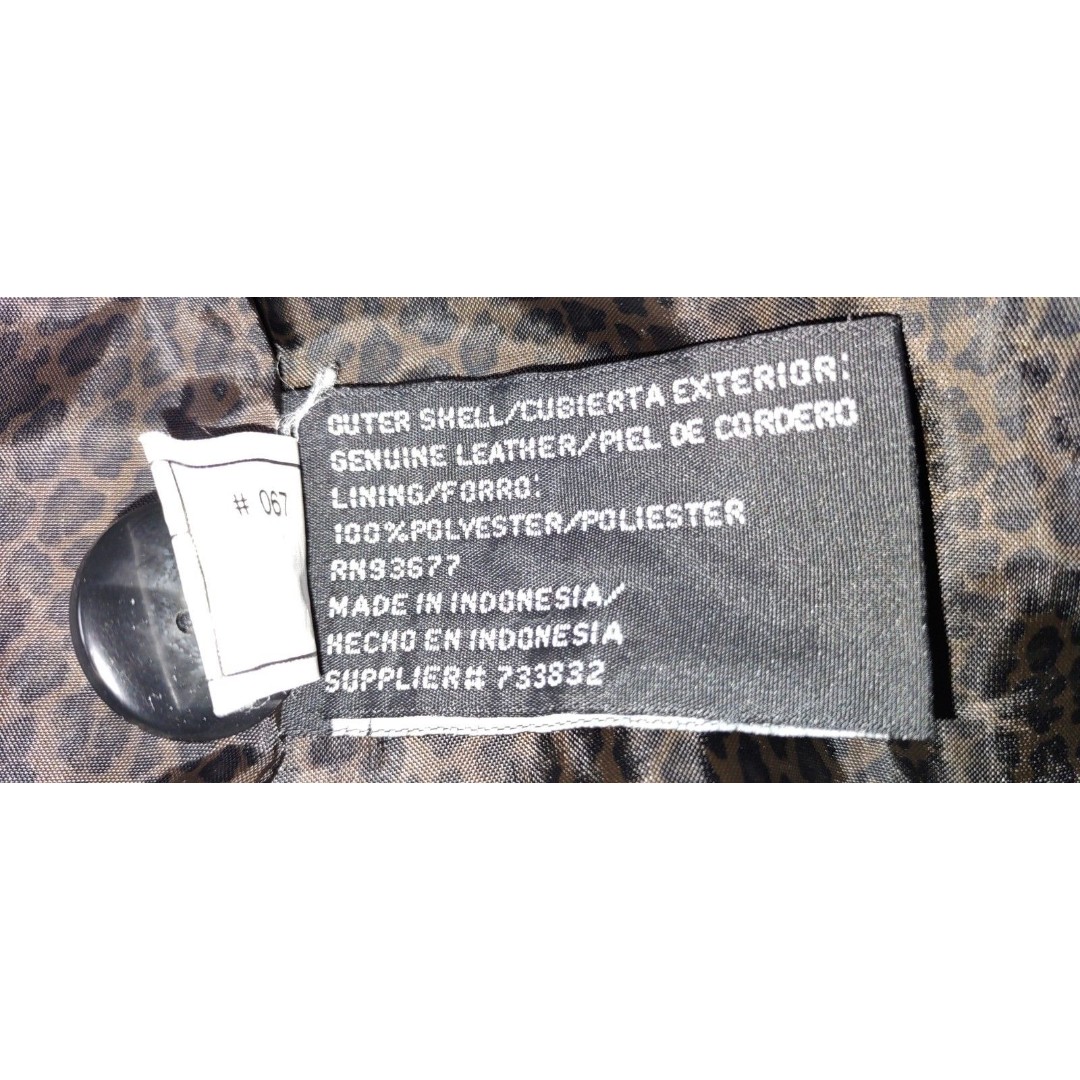 OUTER SHELL/CUBIERTA EXTERIOR:
GENUINE LEATHER/PIEL DE CORDERO
LINING/FORRO:
100%POLYESTER/POLIESTER
RN93677
MADE IN INDONESIA/
HECHO EN INDONESIA
SUPPLIER# 733832
# 067